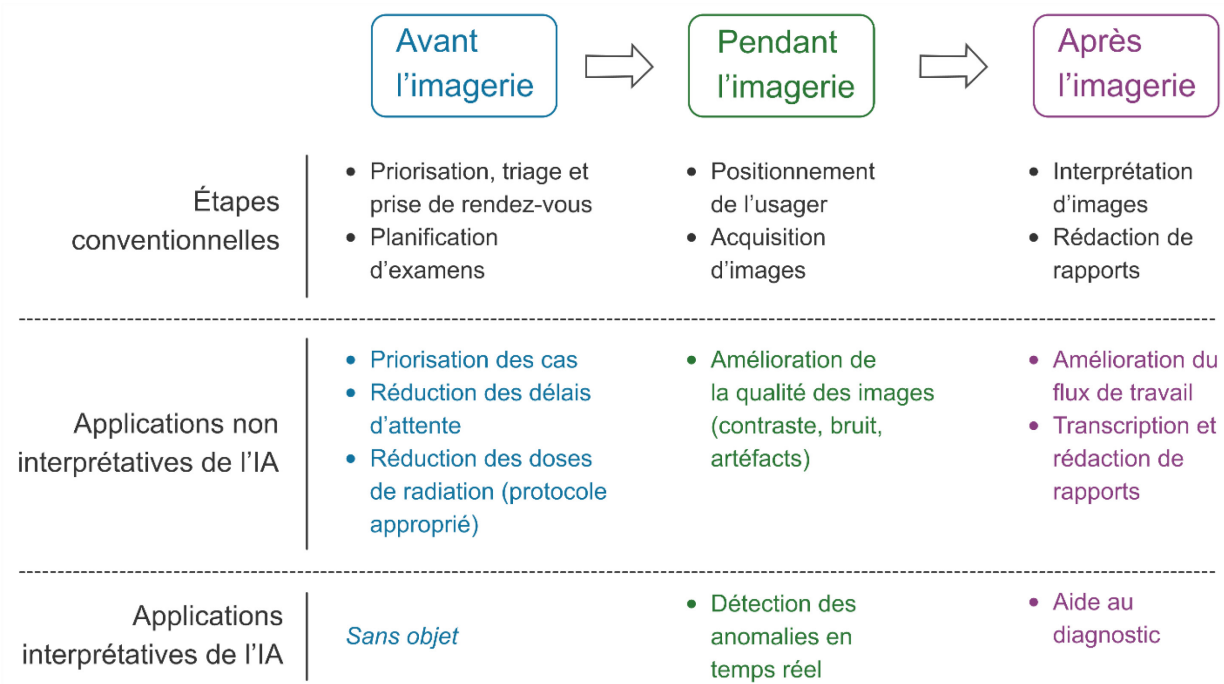 Avant
l’imagerie
Pendant
l’imagerie
Après
l’imagerie
Étapes
conventionnelles
• Priorisation, triage et
prise de rendez-vous
• Planification
d’examens
• Positionnement
de l’usager
• Acquisition
d’images
• Interprétation
d’images
• Rédaction de
rapports
Applications non
interprétatives de l’IA
• Priorisation des cas
• Réduction des délais
d’attente
• Réduction des doses
de radiation (protocole
approprié)
• Amélioration de
la qualité des images
(contraste, bruit,
artéfacts)
• Amélioration du
flux de travail
• Transcription et
rédaction de
rapports
Applications
interprétatives de l’IA
Sans objet
• Détection des
anomalies en
temps réel
• Aide au
diagnostic